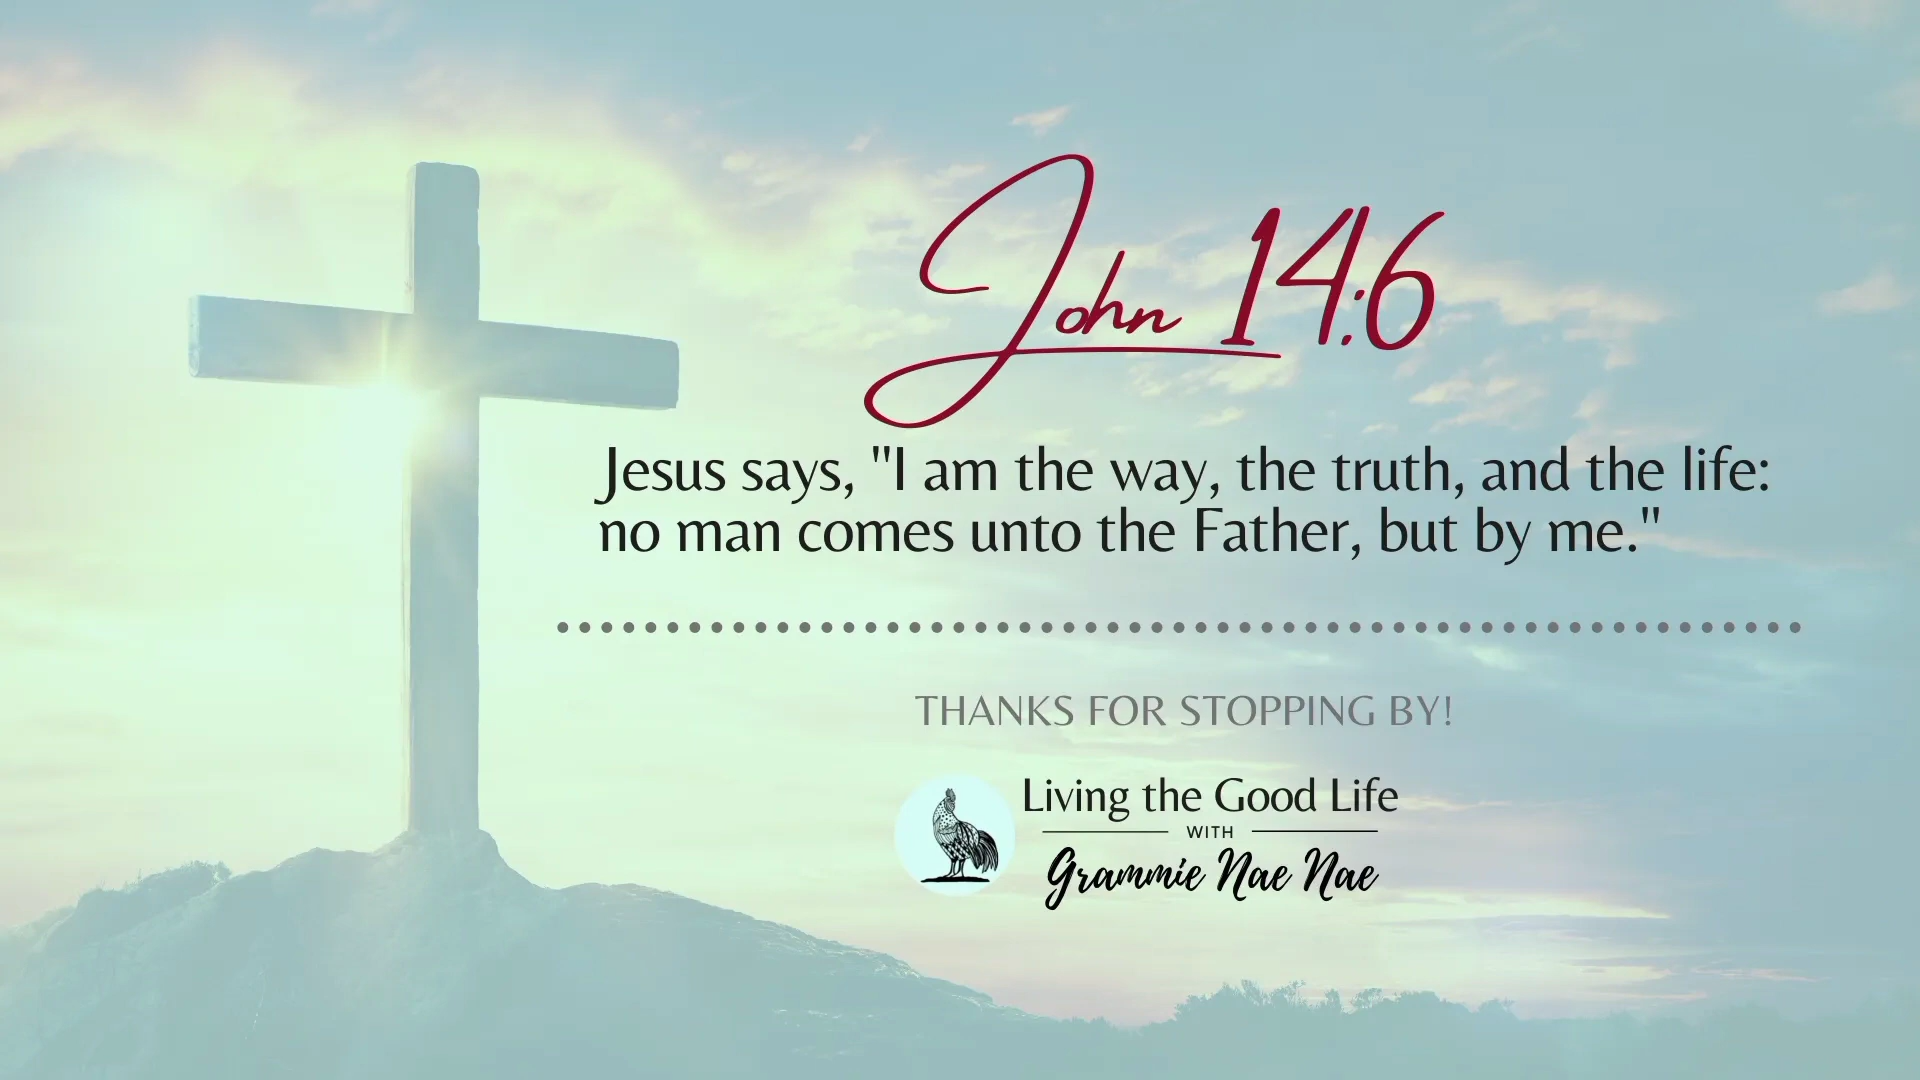 John 14:6
Jesus says, "I am the way, the truth, and the life:
no man comes unto the Father, but by me."
THANKS FOR STOPPING BY!
Living the Good Life
WITH
Grammie Nae Nae